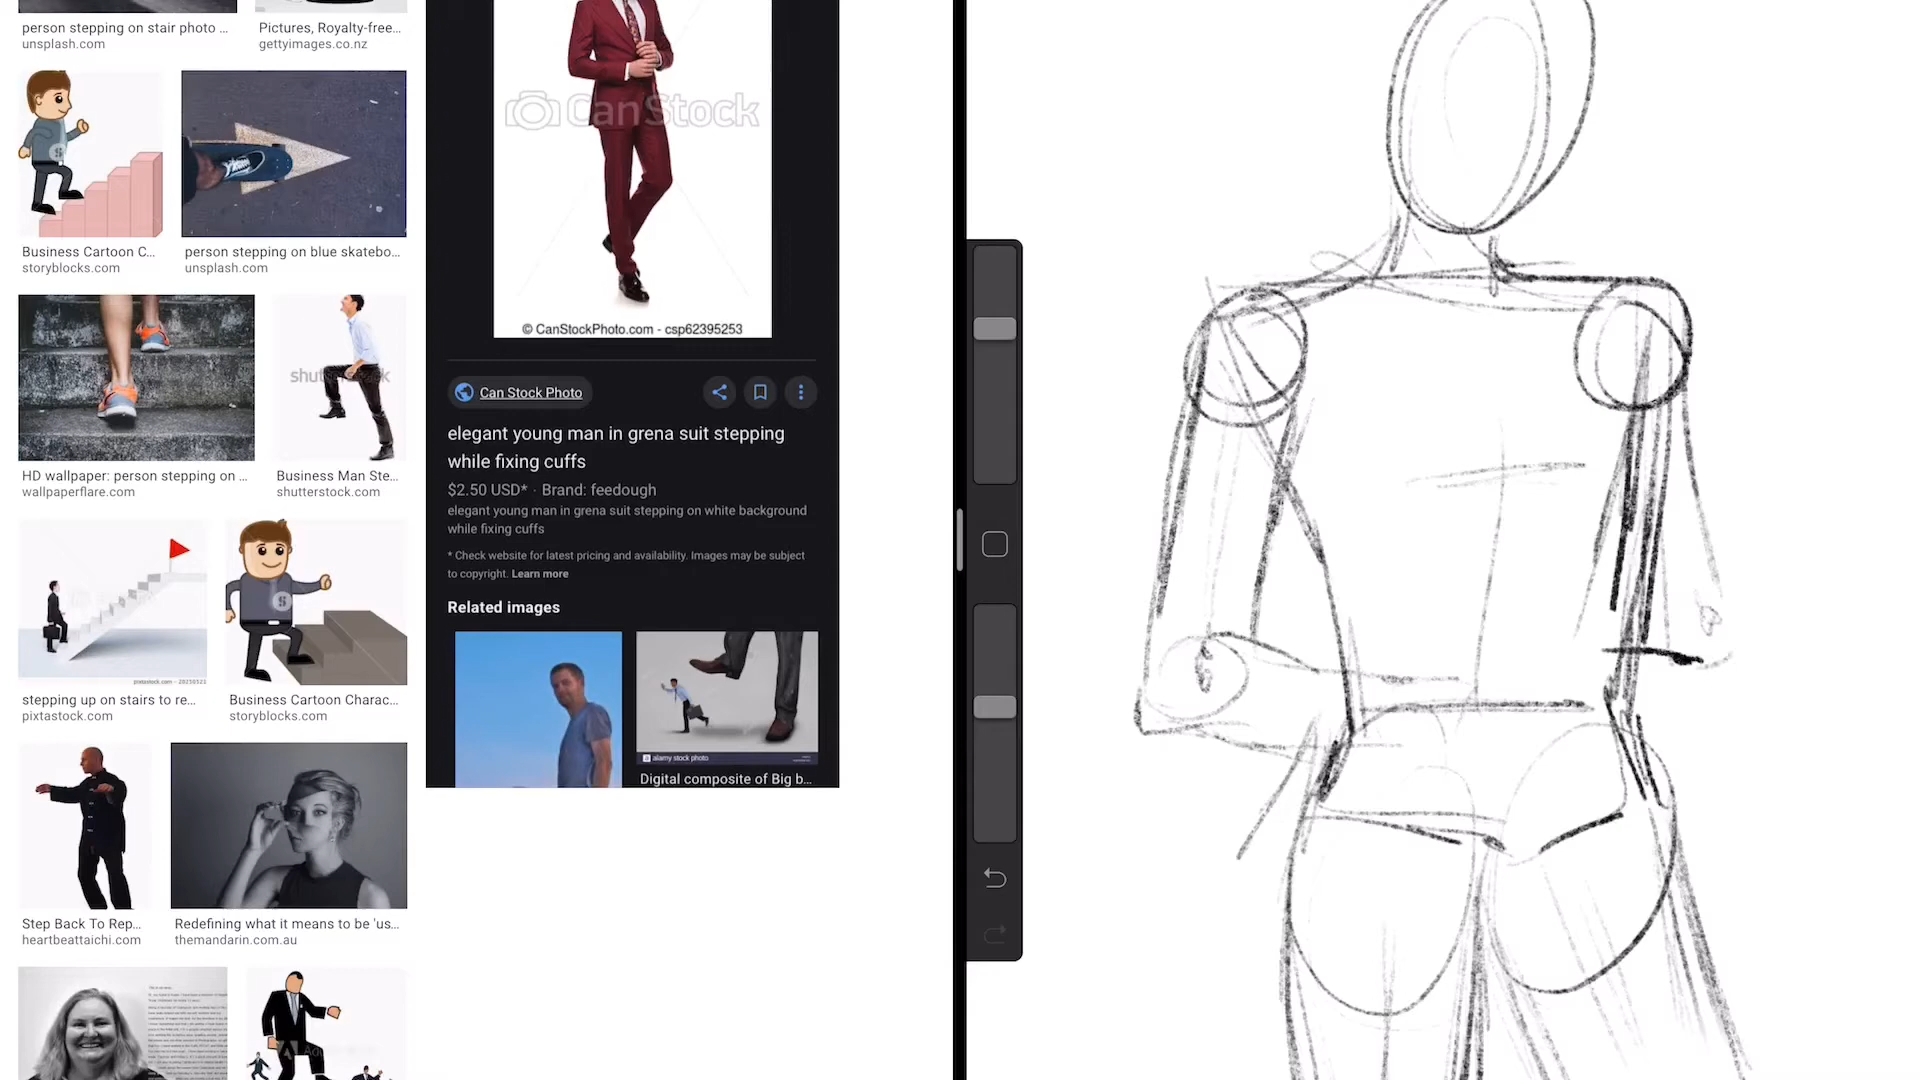 person stepping on stair photo ...
unsplash.com
Pictures, Royalty-free...
gettyimages.co.nz
Business Cartoon C...
storyblocks.com
person stepping on blue skatebo...
unsplash.com
HD wallpaper: person stepping on ...
wallpaperflare.com
shutterstock
Business Man Ste...
shutterstock.com
stepping up on stairs to re...
pixtastock.com
Business Cartoon Charac...
storyblocks.com
Step Back To Rep...
heartbeattaichi.com
Redefining what it means to be 'us...
themandarin.com.au
CanStock
© CanStockPhoto.com - csp62395253
Can Stock Photo
elegant young man in grena suit stepping
while fixing cuffs
$2.50 USD* · Brand: feedough
elegant young man in grena suit stepping on white background
while fixing cuffs
* Check website for latest pricing and availability. Images may be subject
to copyright. Learn more
Related images
alamy stock photo
Digital composite of Big b...